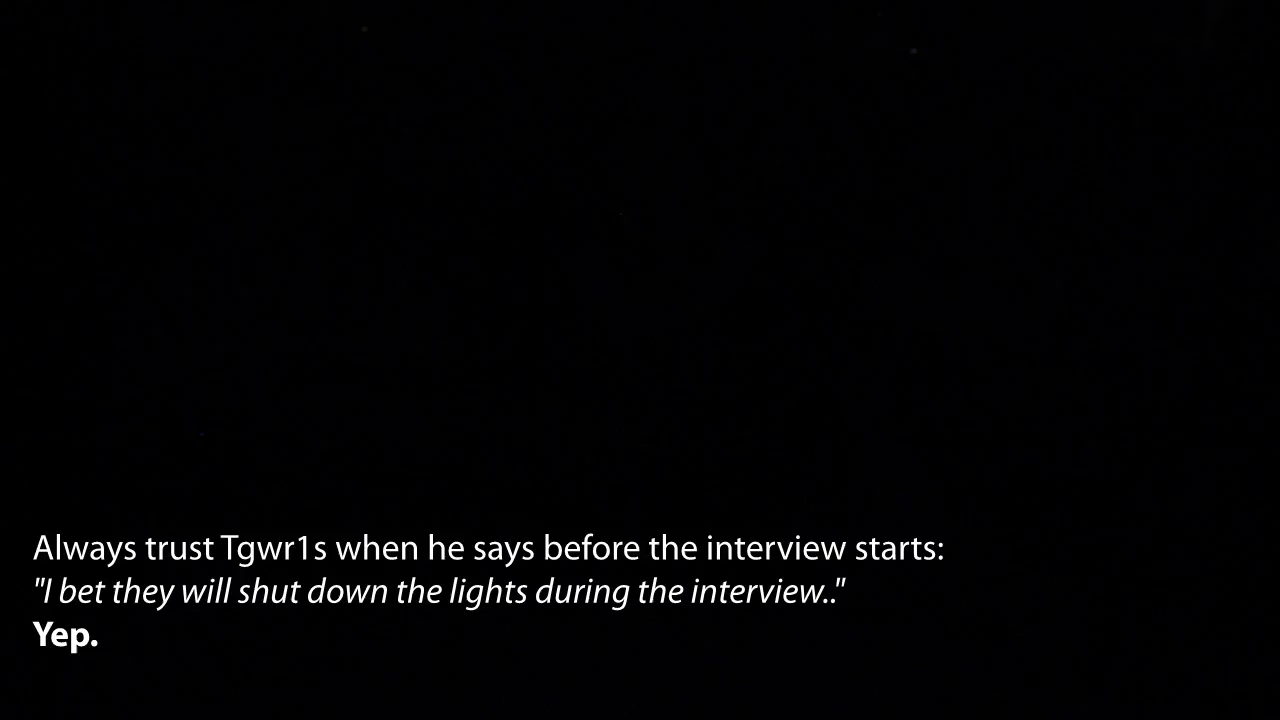 Always trust Tgwr1s when he says before the interview starts:
"I bet they will shut down the lights during the interview.."
Yep.